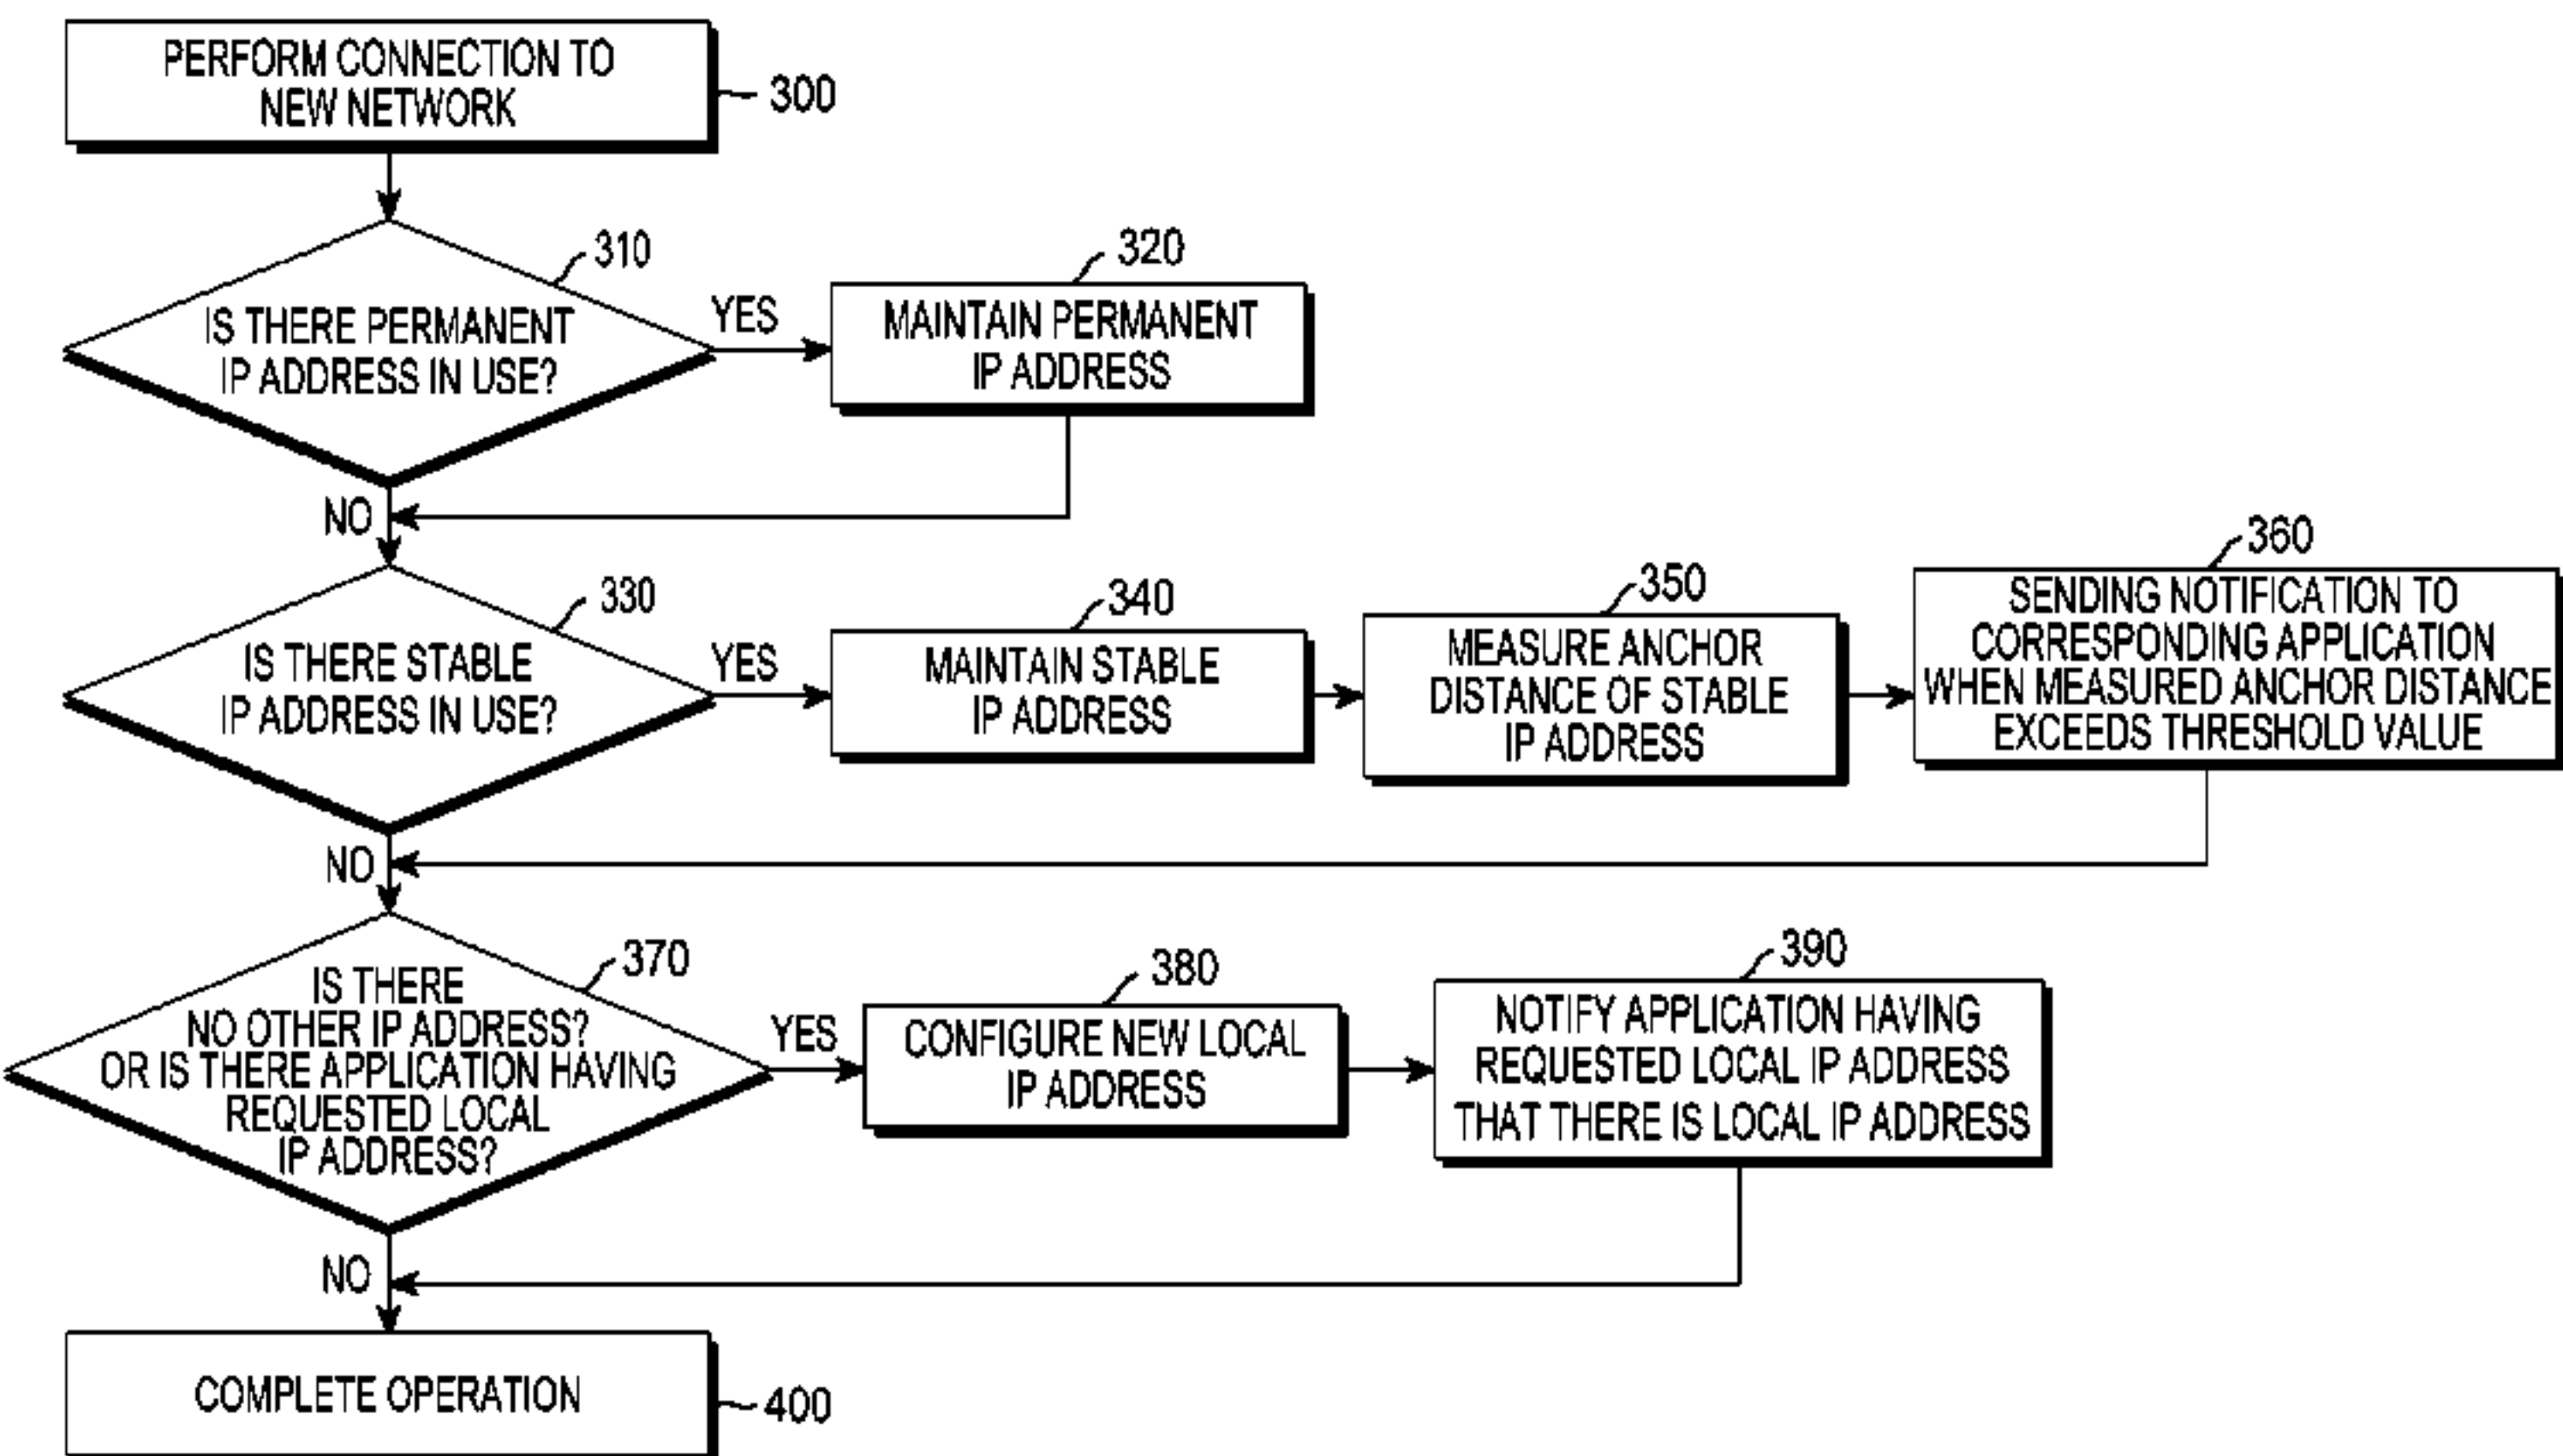 PERFORM CONNECTION TO
NEW NETWORK
300
310
IS THERE PERMANENT
IP ADDRESS IN USE?
YES
320
MAINTAIN PERMANENT
IP ADDRESS
NO
330
IS THERE STABLE
IP ADDRESS IN USE?
YES
340
MAINTAIN STABLE
IP ADDRESS
350
MEASURE ANCHOR
DISTANCE OF STABLE
IP ADDRESS
360
SENDING NOTIFICATION TO
CORRESPONDING APPLICATION
WHEN MEASURED ANCHOR DISTANCE
EXCEEDS THRESHOLD VALUE
NO
370
IS THERE
NO OTHER IP ADDRESS?
OR IS THERE APPLICATION HAVING
REQUESTED LOCAL
IP ADDRESS?
YES
380
CONFIGURE NEW LOCAL
IP ADDRESS
390
NOTIFY APPLICATION HAVING
REQUESTED LOCAL IP ADDRESS
THAT THERE IS LOCAL IP ADDRESS
NO
COMPLETE OPERATION
400